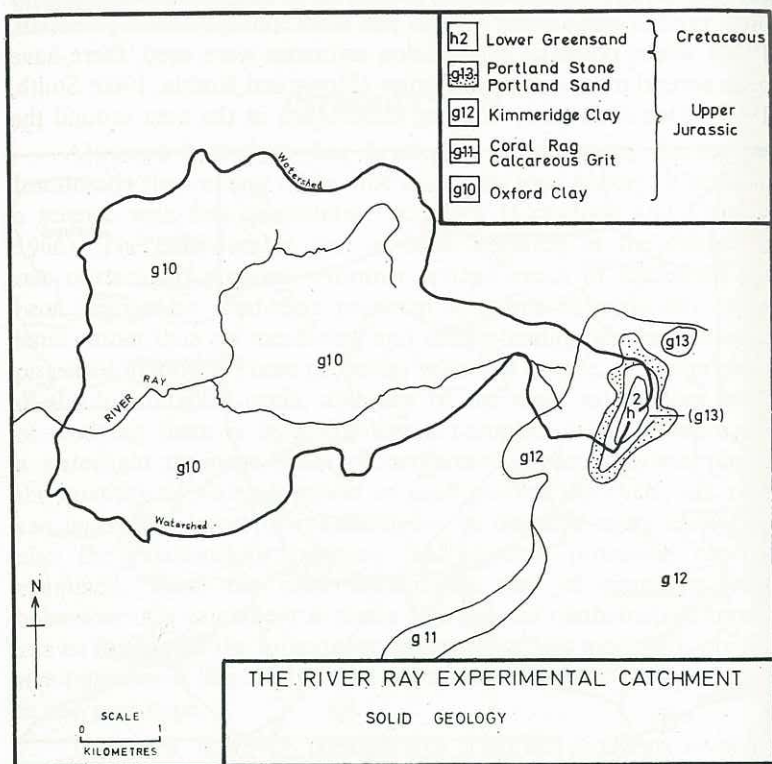 h2 Lower Greensand } Cretaceous
g13 Portland Stone
Portland Sand
g12 Kimmeridge Clay
Upper
Jurassic
g11 Coral Rag
Calcareous Grit
g10 Oxford Clay
Watershed
g10
g10
g13
RIVER RAY
h2
(g13)
g10
g12
Watershed
g12
N
g11
THE RIVER RAY EXPERIMENTAL CATCHMENT
SCALE
SOLID GEOLOGY
0 1
KILOMETRES